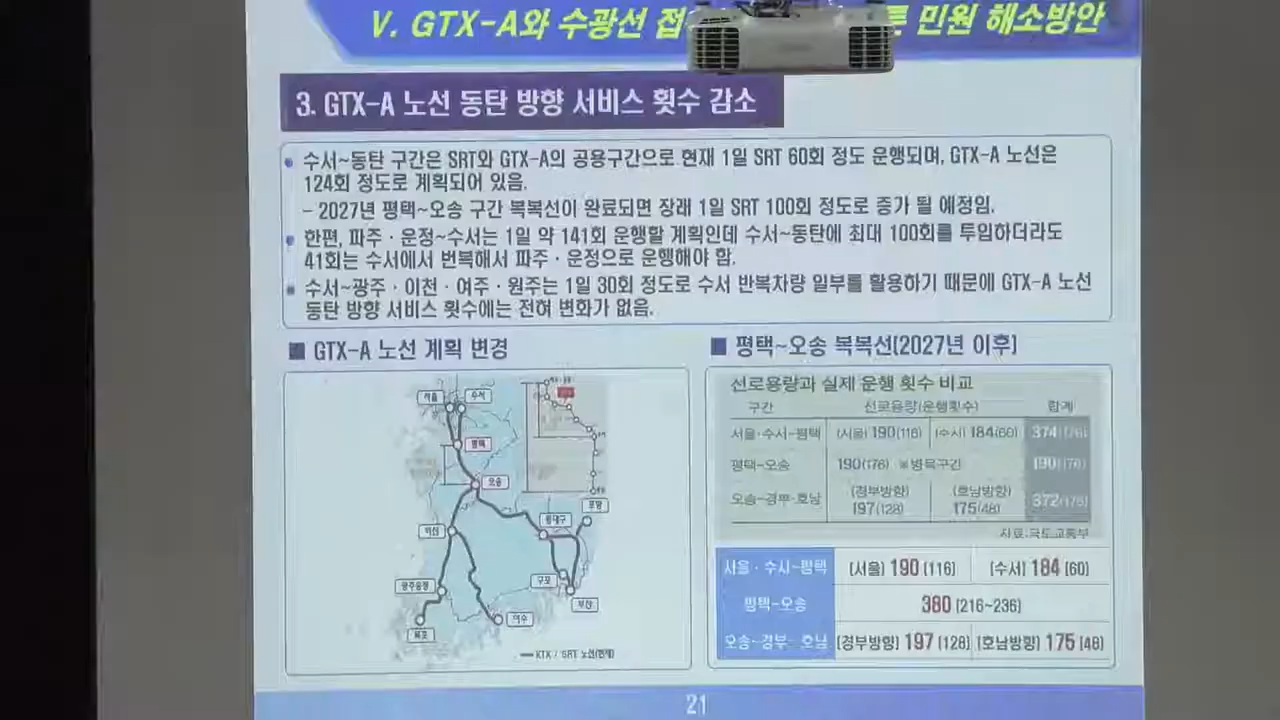 V. GTX-A와 수광선 접 른 민원 해소방안
3. GTX-A 노선 동탄 방향 서비스 횟수 감소
• 수서~동탄 구간은 SRT와 GTX-A의 공용구간으로 현재 1일 SRT 60회 정도 운행되며, GTX-A 노선은
124회 정도로 계획되어 있음.
- 2027년 평택~오송 구간 복복선이 완료되면 장래 1일 SRT 100회 정도로 증가 될 예정임.
• 한편, 파주·운정~수서는 1일 약 141회 운행할 계획인데 수서~동탄에 최대 100회를 투입하더라도
41회는 수서에서 번복해서 파주·운정으로 운행해야 함.
• 수서~광주·이천·여주·원주는 1일 30회 정도로 수서 반복차량 일부를 활용하기 때문에 GTX-A 노선
동탄 방향 서비스 횟수에는 전혀 변화가 없음.
■ GTX-A 노선 계획 변경
서울 수서
평택
오송
익산
동대구
포항
광주송정
구포
부산
목포
여수
KTX / SRT 노선(현재)
■ 평택~오송 복복선(2027년 이후)
선로용량과 실제 운행 횟수 비교
구간 선로용량(운행횟수) 합계
서울·수서-평택 (서울) 190(116) (수서) 184(60) 374(176)
평택-오송 190(176) ※병목구간 190(176)
오송-경부·호남 (경부방향) 197(128) (호남방향) 175(48) 372(176)
자료:국토교통부
서울·수서-평택 (서울) 190 (116) (수서) 184 (60)
평택-오송 380 (216~236)
오송-경부·호남 (경부방향) 197 (128) (호남방향) 175 (48)
21